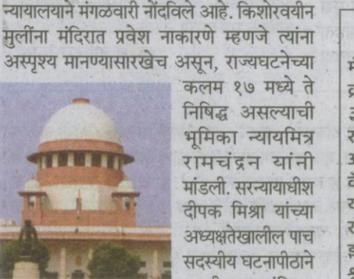 न्यायालयाने मंगळवारी नोंदविले आहे. किशोरवयीन
मुलींना मंदिरात प्रवेश नाकारणे म्हणजे त्यांना
अस्पृश्य मानण्यासारखेच असून, राज्यघटनेच्या
कलम १७ मध्ये ते
निषिद्ध असल्याची
भूमिका न्यायमित्र
रामचंद्रन यांनी
मांडली. सरन्यायाधीश
दीपक मिश्रा यांच्या
अध्यक्षतेखालील पाच
सदस्यीय घटनापीठाने